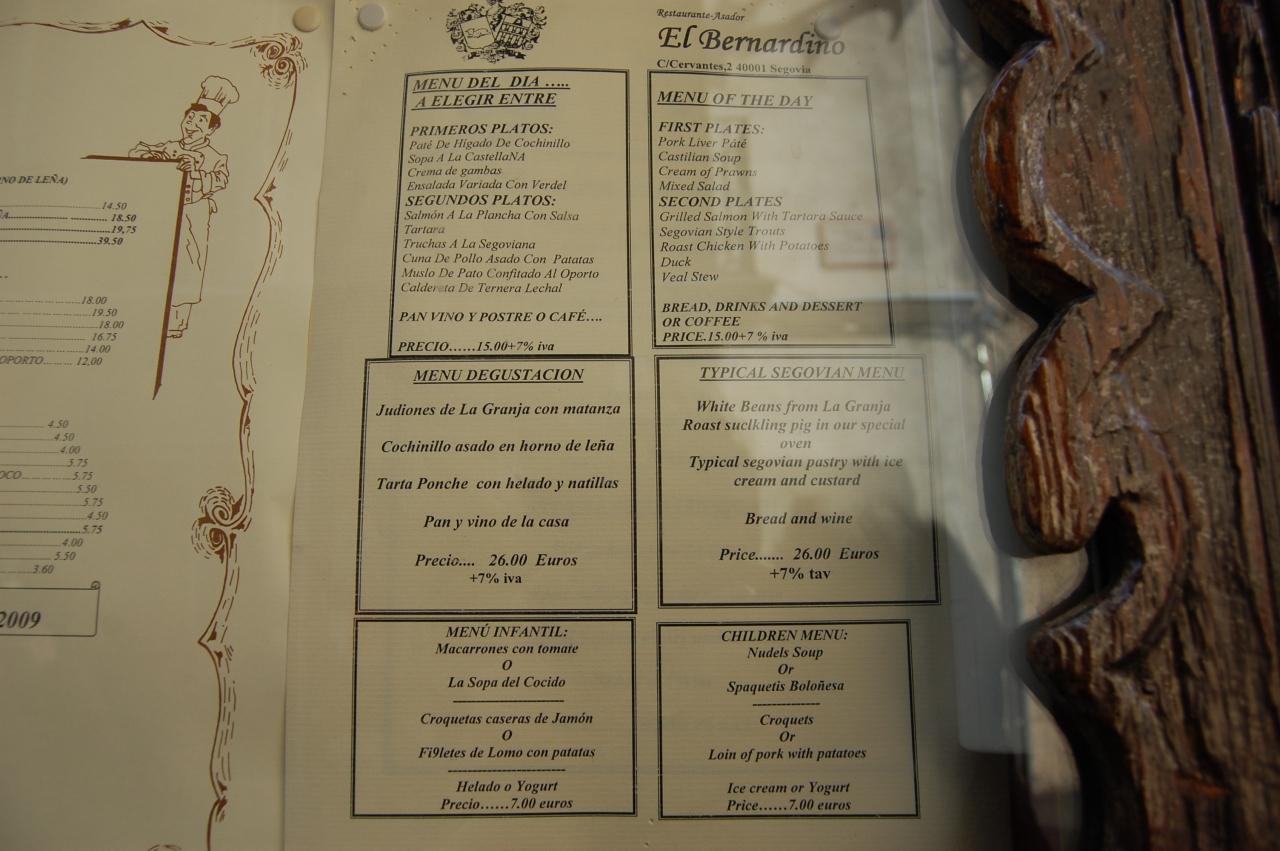 RNO DE LEÑA)
14.50
18.50
19,75
39.50
18.00
19.50
18.00
16.75
14.00
OPORTO 12,00
4.50
4.50
4.00
5.75
OCO 5.75
5.50
5.75
4.50
5.75
4.00
5.50
3.60
2009
Restaurante-Asador
El Bernardino
C/Cervantes,2 40001 Segovia
MENU DEL DIA .....
A ELEGIR ENTRE
PRIMEROS PLATOS:
Paté De Hígado De Cochinillo
Sopa A La CastellaNA
Crema de gambas
Ensalada Variada Con Verdel
SEGUNDOS PLATOS:
Salmón A La Plancha Con Salsa
Tartara
Truchas A La Segoviana
Cuna De Pollo Asado Con Patatas
Muslo De Pato Confitado Al Oporto
Caldereta De Ternera Lechal
PAN VINO Y POSTRE O CAFÉ....
PRECIO......15.00+7% iva
MENU OF THE DAY
FIRST PLATES:
Pork Liver Pâté
Castilian Soup
Cream of Prawns
Mixed Salad
SECOND PLATES
Grilled Salmon With Tartara Sauce
Segovian Style Trouts
Roast Chicken With Potatoes
Duck
Veal Stew
BREAD, DRINKS AND DESSERT
OR COFFEE
PRICE.15.00+7 % iva
MENU DEGUSTACION
Judiones de La Granja con matanza
Cochinillo asado en horno de leña
Tarta Ponche con helado y natillas
Pan y vino de la casa
Precio.... 26.00 Euros
+7% iva
TYPICAL SEGOVIAN MENU
White Beans from La Granja
Roast suclkling pig in our special
oven
Typical segovian pastry with ice
cream and custard
Bread and wine
Price....... 26.00 Euros
+7% tav
MENÚ INFANTIL:
Macarrones con tomate
O
La Sopa del Cocido
---------------------
Croquetas caseras de Jamón
O
Fi9letes de Lomo con patatas
----------------------
Helado o Yogurt
Precio......7.00 euros
CHILDREN MENU:
Nudels Soup
Or
Spaquetis Boloñesa
-------------
Croquets
Or
Loin of pork with patatoes
Ice cream or Yogurt
Price......7.00 euros